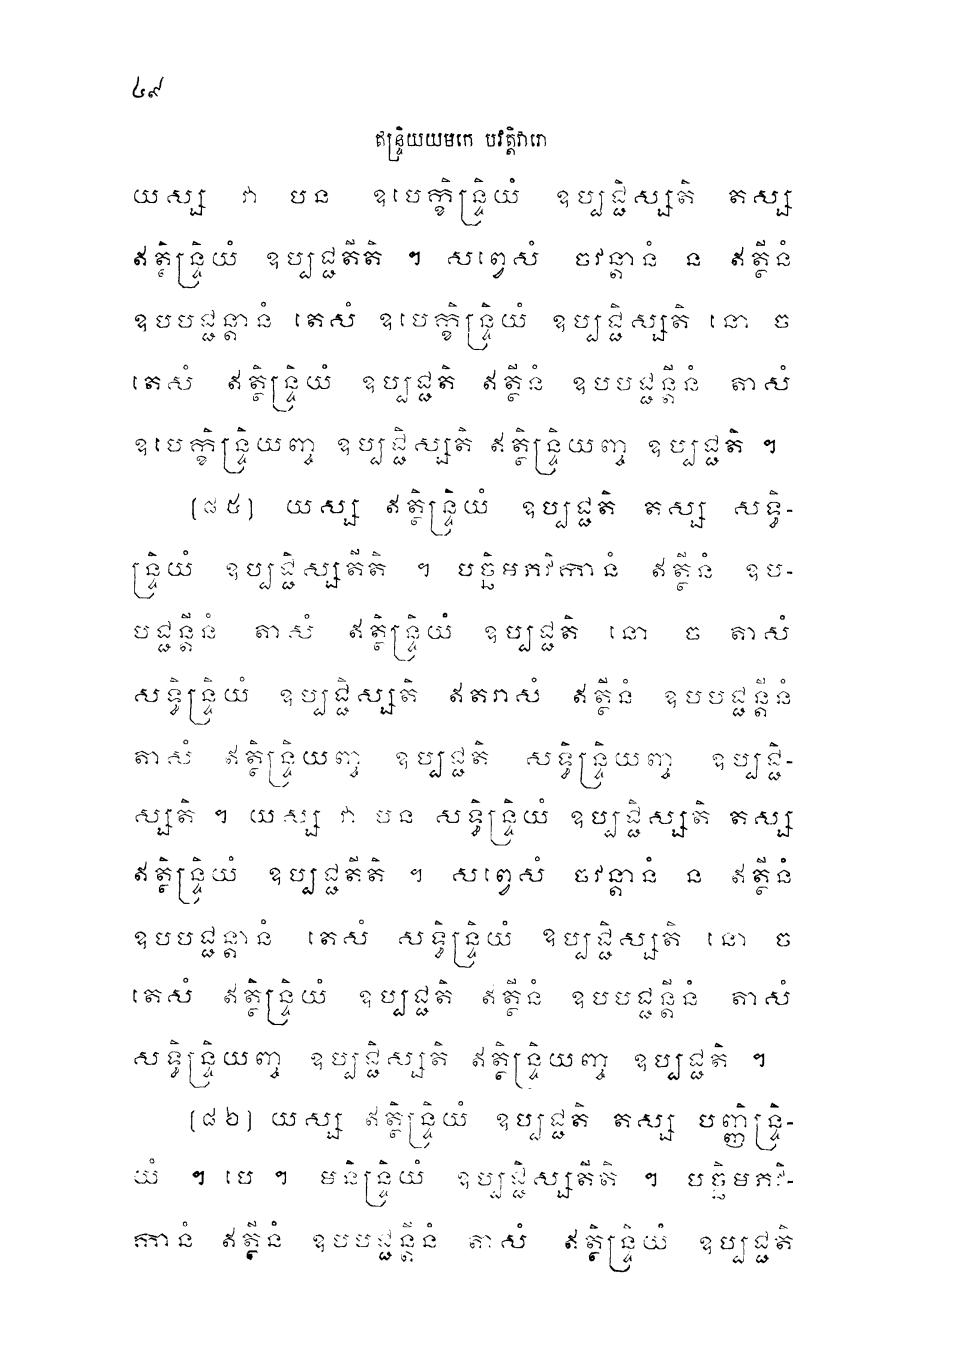 ៤៩
ឥន្ទ្រិយយមកេ បវត្តិវារោ
យស្ស វា បន ឧបេក្ខិន្ទ្រិយំ ឧប្បជ្ជិស្សតិ តស្ស
ឥត្ថិន្ទ្រិយំ ឧប្បជ្ជតីតិ ។ សព្វេសំ ចវន្តានំ ន ឥត្ថីនំ
ឧបបជ្ជន្តានំ តេសំ ឧបេក្ខិន្ទ្រិយំ ឧប្បជ្ជិស្សតិ នោ ច
តេសំ ឥត្ថិន្ទ្រិយំ ឧប្បជ្ជតិ ឥត្ថីនំ ឧបបជ្ជន្តីនំ តាសំ
ឧបេក្ខិន្ទ្រិយញ្ច ឧប្បជ្ជិស្សតិ ឥត្ថិន្ទ្រិយញ្ច ឧប្បជ្ជតិ ។
[៨៥] យស្ស ឥត្ថិន្ទ្រិយំ ឧប្បជ្ជតិ តស្ស សទ្ធិ-
ន្ទ្រិយំ ឧប្បជ្ជិស្សតីតិ ។ បច្ឆិមភវិកានំ ឥត្ថីនំ ឧប-
បជ្ជន្តីនំ តាសំ ឥត្ថិន្ទ្រិយំ ឧប្បជ្ជតិ នោ ច តាសំ
សទ្ធិន្ទ្រិយំ ឧប្បជ្ជិស្សតិ ឥតរាសំ ឥត្ថីនំ ឧបបជ្ជន្តីនំ
តាសំ ឥត្ថិន្ទ្រិយញ្ច ឧប្បជ្ជតិ សទ្ធិន្ទ្រិយញ្ច ឧប្បជ្ជិ-
ស្សតិ ។ យស្ស វា បន សទ្ធិន្ទ្រិយំ ឧប្បជ្ជិស្សតិ តស្ស
ឥត្ថិន្ទ្រិយំ ឧប្បជ្ជតីតិ ។ សព្វេសំ ចវន្តានំ ន ឥត្ថីនំ
ឧបបជ្ជន្តានំ តេសំ សទ្ធិន្ទ្រិយំ ឧប្បជ្ជិស្សតិ នោ ច
តេសំ ឥត្ថិន្ទ្រិយំ ឧប្បជ្ជតិ ឥត្ថីនំ ឧបបជ្ជន្តីនំ តាសំ
សទ្ធិន្ទ្រិយញ្ច ឧប្បជ្ជិស្សតិ ឥត្ថិន្ទ្រិយញ្ច ឧប្បជ្ជតិ ។
[៨៦] យស្ស ឥត្ថិន្ទ្រិយំ ឧប្បជ្ជតិ តស្ស បញ្ញិន្ទ្រិ-
យំ ។ បេ ។ មនិន្ទ្រិយំ ឧប្បជ្ជិស្សតីតិ ។ បច្ឆិមភវិ-
កានំ ឥត្ថីនំ ឧបបជ្ជន្តីនំ តាសំ ឥត្ថិន្ទ្រិយំ ឧប្បជ្ជតិ